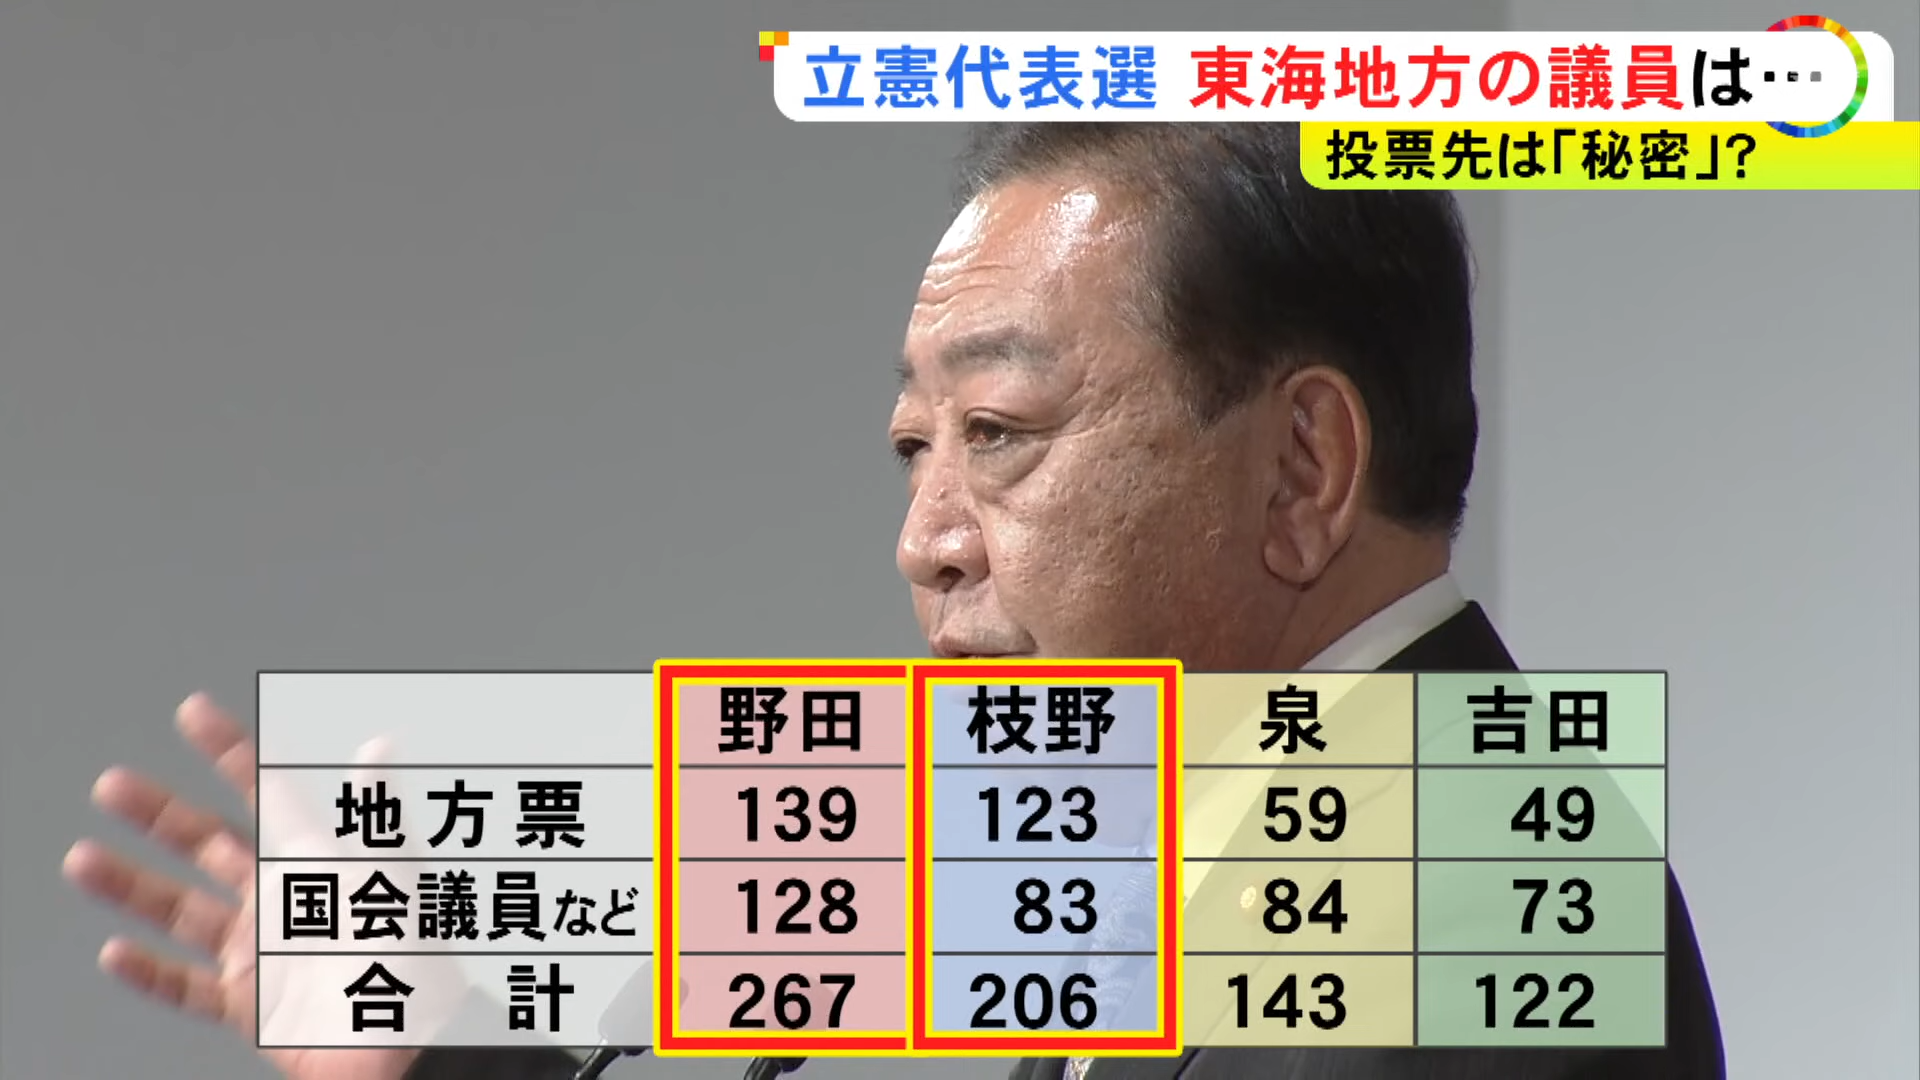 立憲代表選 東海地方の議員は…
投票先は「秘密」?
野田 枝野 泉 吉田
地方票 139 123 59 49
国会議員など 128 83 84 73
合計 267 206 143 122